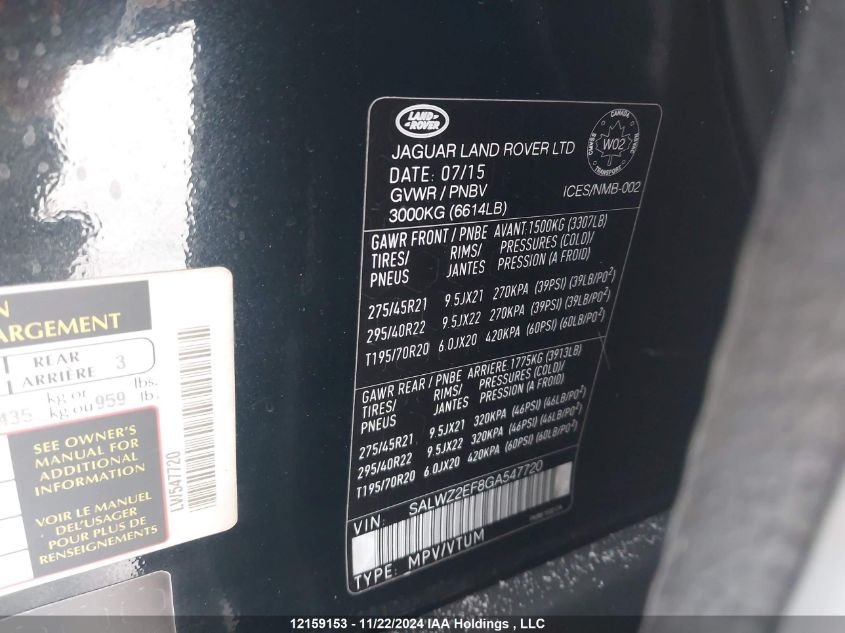 LAND
ROVER
CANADA
W02
TRANSPORT
JAGUAR LAND ROVER LTD
DATE: 07/15
GVWR / PNBV
3000KG (6614LB)
ICES/NMB-002
GAWR FRONT / PNBE AVANT 1500KG (3307LB)
TIRES/ RIMS/ PRESSURES (COLD)/
PNEUS JANTES PRESSION (A FROID)
275/45R21 9.5JX21 270KPA (39PSI) (39LB/PO²)
295/40R22 9.5JX22 270KPA (39PSI) (39LB/PO²)
T195/70R20 6.0JX20 420KPA (60PSI) (60LB/PO²)
GAWR REAR / PNBE ARRIERE 1775KG (3913LB)
TIRES/ RIMS/ PRESSURES (COLD)/
PNEUS JANTES PRESSION (A FROID)
275/45R21 9.5JX21 320KPA (46PSI) (46LB/PO²)
295/40R22 9.5JX22 320KPA (46PSI) (46LB/PO²)
T195/70R20 6.0JX20 420KPA (60PSI) (60LB/PO²)
VIN: SALWZ2EF8GA547720
TYPE: MPV/VTUM
N
ARGEMENT
T REAR 3
ARRIÈRE
435 kg or 959 lbs.
kg ou lb.
SEE OWNER'S
MANUAL FOR
ADDITIONAL
INFORMATION
VOIR LE MANUEL
DEL'USAGER
POUR PLUS DE
RENSEIGNEMENTS
LVI547720
12159153 - 11/22/2024 IAA Holdings , LLC